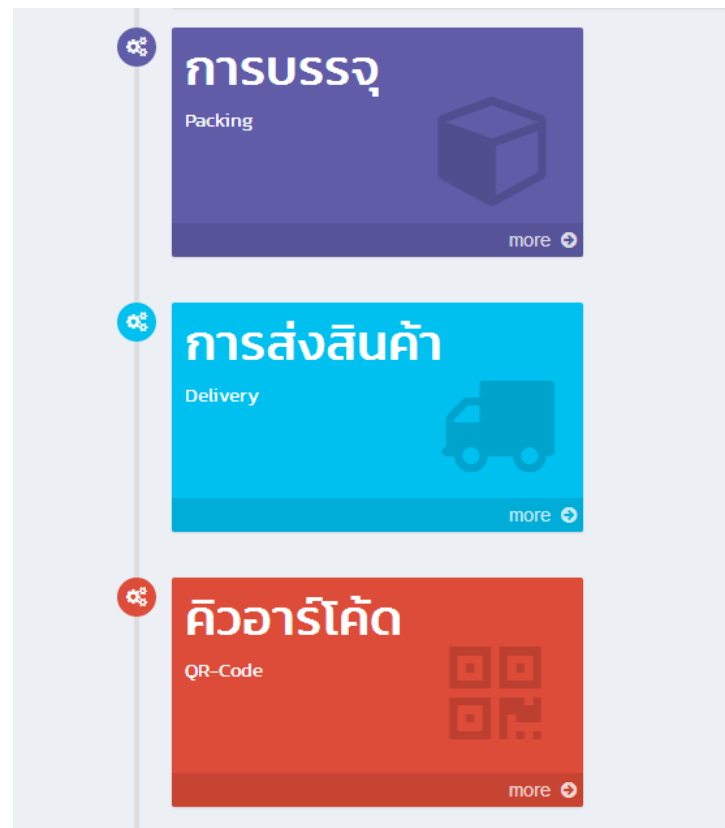 การบรรจุ
Packing
more
การส่งสินค้า
Delivery
more
คิวอาร์โค้ด
QR-Code
more